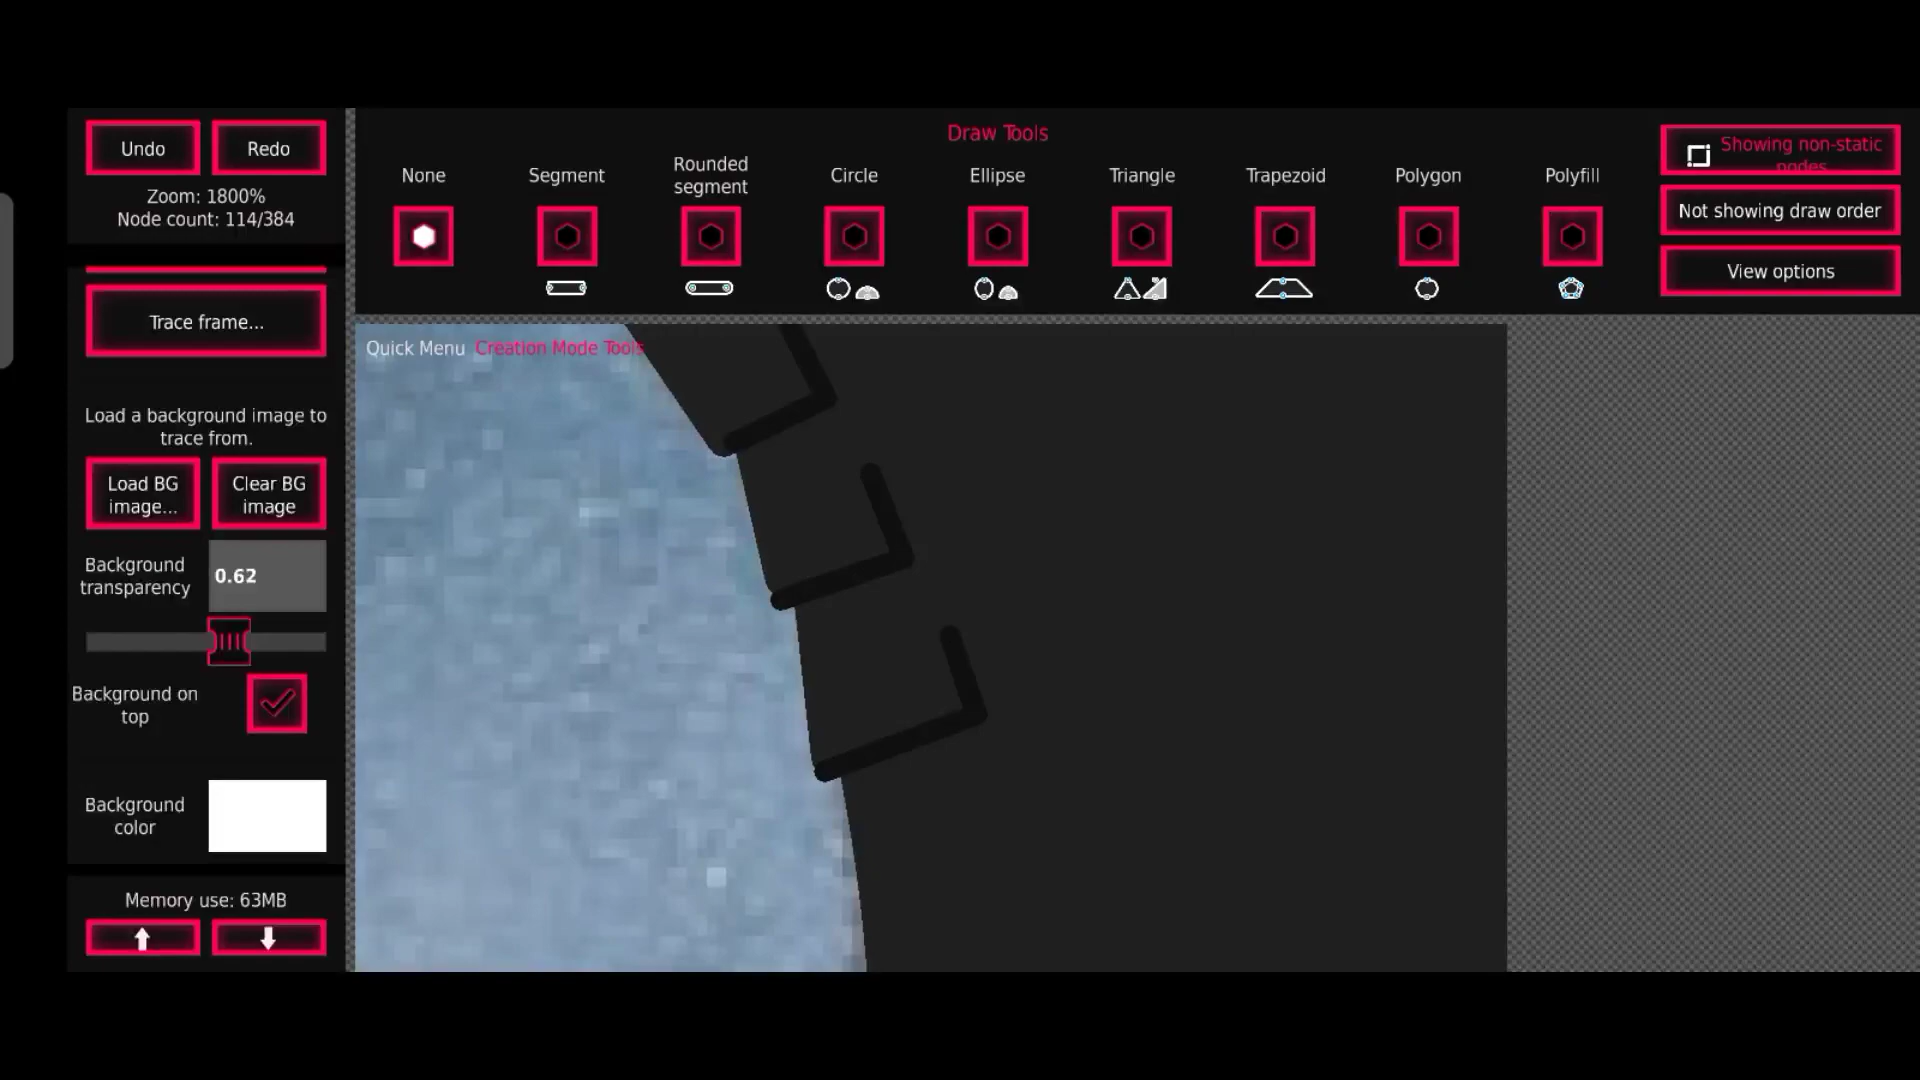 Undo
Redo
Zoom: 1800%
Node count: 114/384
Trace frame...
Load a background image to
trace from.
Load BG
image...
Clear BG
image
Background
transparency
0.62
Background on
top
Background
color
Memory use: 63MB
Draw Tools
None
Segment
Rounded
segment
Circle
Ellipse
Triangle
Trapezoid
Polygon
Polyfill
Showing non-static
nodes
Not showing draw order
View options
Quick Menu
Creation Mode Tools